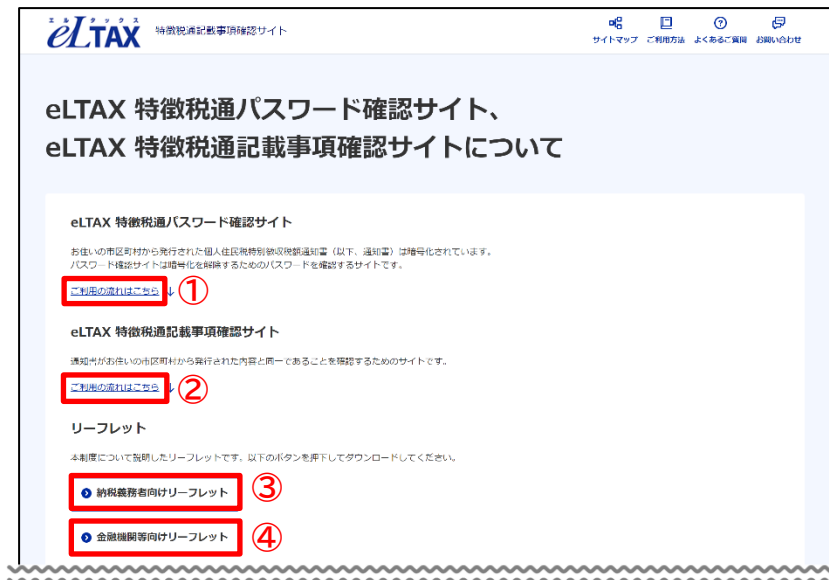 エルタックス
eLTAX 特徴税通記載事項確認サイト
サイトマップ ご利用方法 よくあるご質問 お問い合わせ
eLTAX 特徴税通パスワード確認サイト、
eLTAX 特徴税通記載事項確認サイトについて
eLTAX 特徴税通パスワード確認サイト
お住いの市区町村から発行された個人住民税特別徴収税額通知書（以下、通知書）は暗号化されています。
パスワード確認サイトは暗号化を解除するためのパスワードを確認するサイトです。
ご利用の流れはこちら ↓ ①
eLTAX 特徴税通記載事項確認サイト
通知書がお住いの市区町村から発行された内容と同一であることを確認するためのサイトです。
ご利用の流れはこちら ↓ ②
リーフレット
本制度について説明したリーフレットです。以下のボタンを押下してダウンロードしてください。
納税義務者向けリーフレット ③
金融機関等向けリーフレット ④